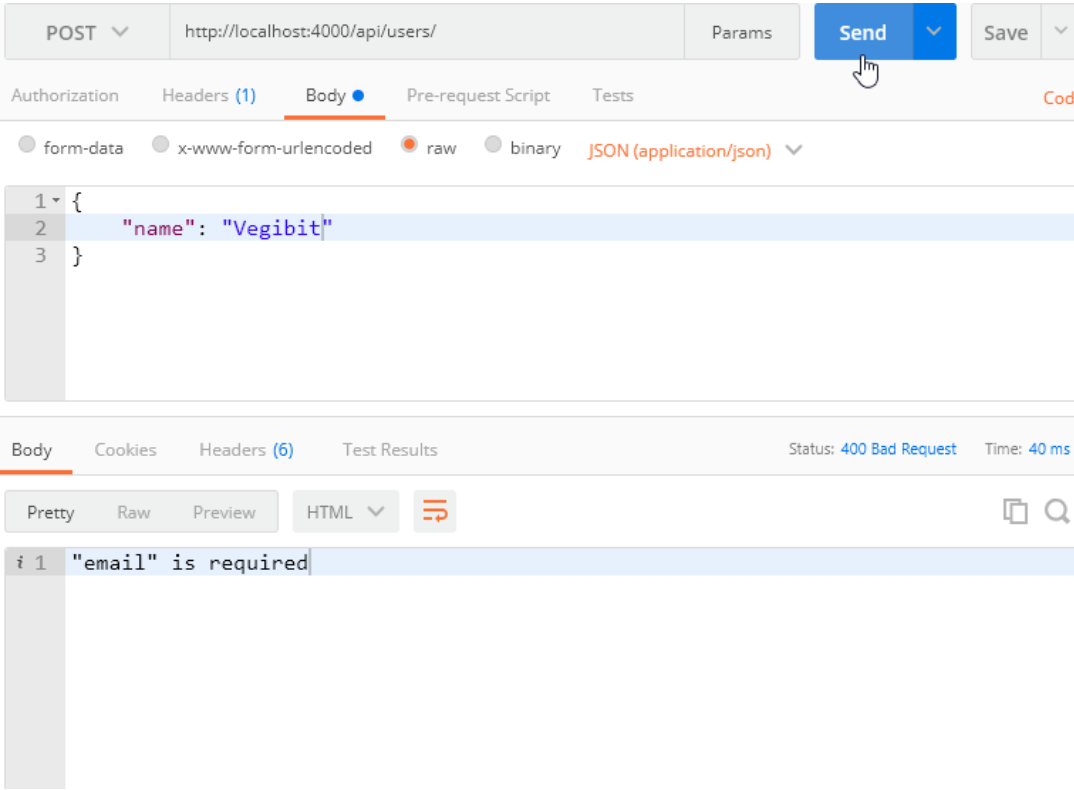 POST http://localhost:4000/api/users/ Params Send Save
Authorization Headers (1) Body Pre-request Script Tests Cod
form-data x-www-form-urlencoded raw binary JSON (application/json)
1 {
2 "name": "Vegibit"
3 }
Body Cookies Headers (6) Test Results Status: 400 Bad Request Time: 40 ms
Pretty Raw Preview HTML
i 1 "email" is required